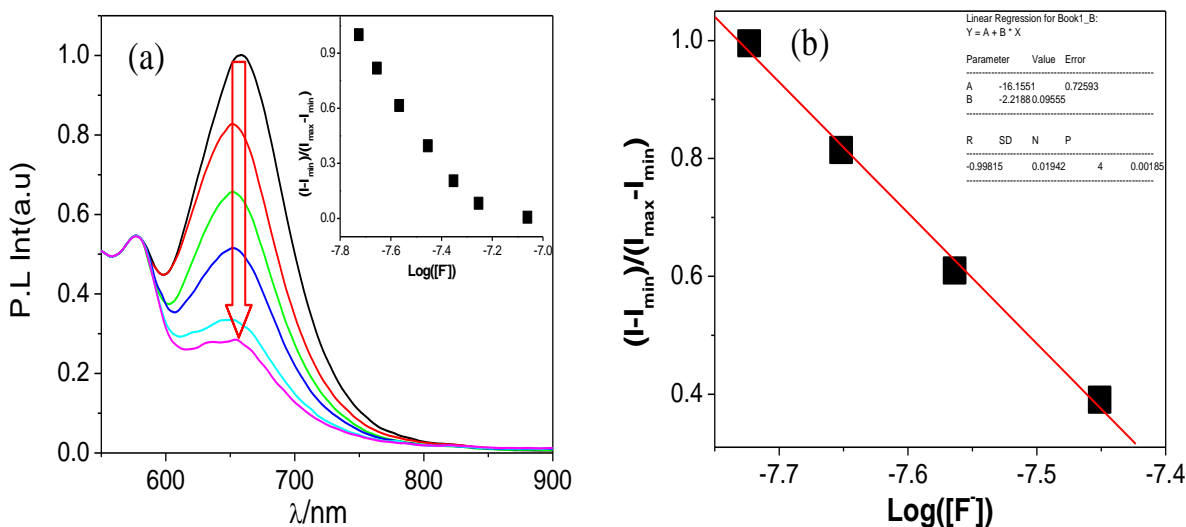 (a)
P.L Int(a.u)
1.0
0.8
0.6
0.4
0.2
0.0
600 700 800 900
λ/nm
(I-Imin)/(Imax-Imin)
0.9
0.6
0.3
0.0
-7.8 -7.6 -7.4 -7.2 -7.0
Log([F-])
(b)
(I-Imin)/(Imax-Imin)
1.0
0.8
0.6
0.4
-7.7 -7.6 -7.5 -7.4
Log([F-])
Linear Regression for Book1_B:
Y = A + B * X
Parameter Value Error
------------------------------------------------------------
A -16.1551 0.72593
B -2.2188 0.09555
------------------------------------------------------------
R SD N P
------------------------------------------------------------
-0.99815 0.01942 4 0.00185
------------------------------------------------------------